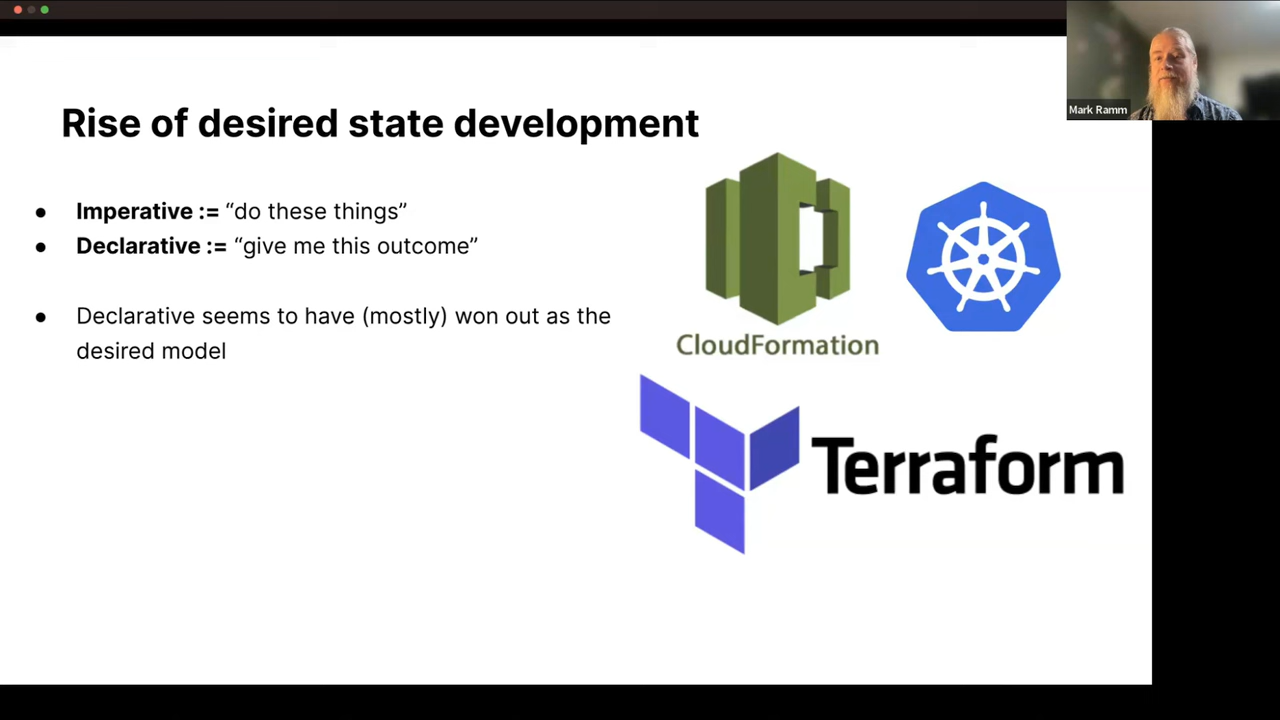 Mark Ramm
Rise of desired state development
● Imperative := “do these things”
● Declarative := “give me this outcome”
● Declarative seems to have (mostly) won out as the
desired model
CloudFormation
Terraform